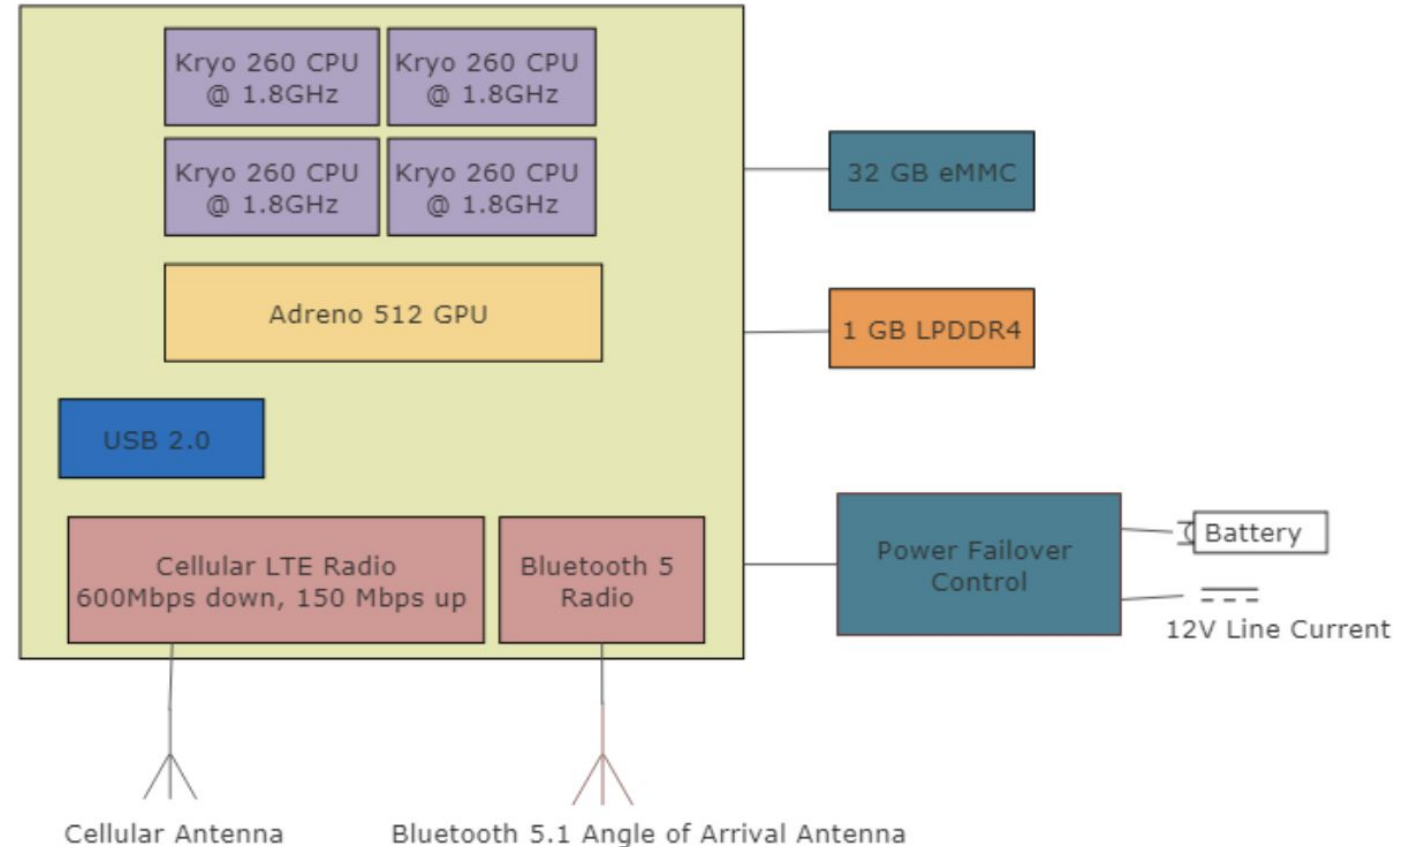 Kryo 260 CPU
@ 1.8GHz
Kryo 260 CPU
@ 1.8GHz
Kryo 260 CPU
@ 1.8GHz
Kryo 260 CPU
@ 1.8GHz
32 GB eMMC
Adreno 512 GPU
1 GB LPDDR4
USB 2.0
Cellular LTE Radio
600Mbps down, 150 Mbps up
Bluetooth 5
Radio
Power Failover
Control
Battery
12V Line Current
Cellular Antenna
Bluetooth 5.1 Angle of Arrival Antenna